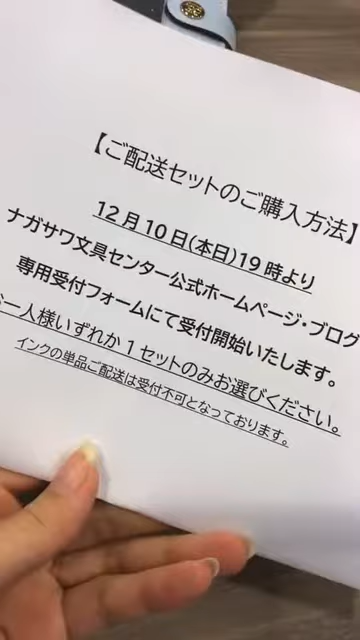 【ご配送セットのご購入方法】
12月10日(本日)19時より
ナガサワ文具センター公式ホームページ・ブログ
専用受付フォームにて受付開始いたします。
一人様いずれか1セットのみお選びください。
インクの単品ご配送は受付不可となっております。